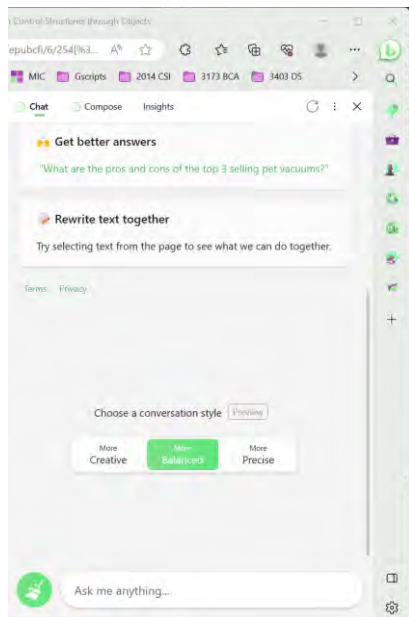 Control Structures through Objects
epubcfi/6/254[%3...
MIC Gscripts 2014 CSI 3173 BCA 3403 DS
Chat Compose Insights
Get better answers
"What are the pros and cons of the top 3 selling pet vacuums?"
Rewrite text together
Try selecting text from the page to see what we can do together.
Terms Privacy
Choose a conversation style Preview
More Creative
More Balanced
More Precise
Ask me anything...